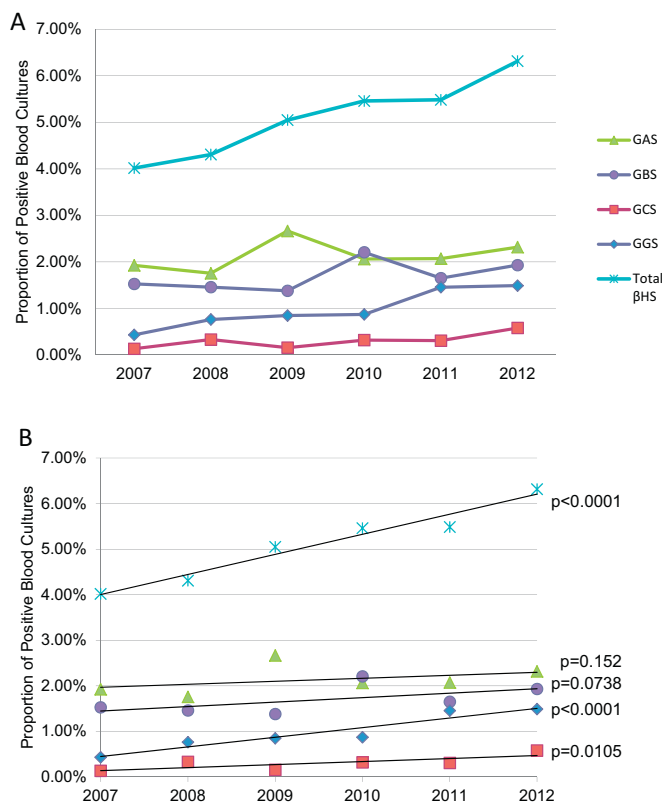 A
Proportion of Positive Blood Cultures
7.00%
6.00%
5.00%
4.00%
3.00%
2.00%
1.00%
0.00%
2007 2008 2009 2010 2011 2012
GAS
GBS
GCS
GGS
Total
βHS
B
Proportion of Positive Blood Cultures
7.00%
6.00%
5.00%
4.00%
3.00%
2.00%
1.00%
0.00%
p<0.0001
p=0.152
p=0.0738
p<0.0001
p=0.0105
2007 2008 2009 2010 2011 2012